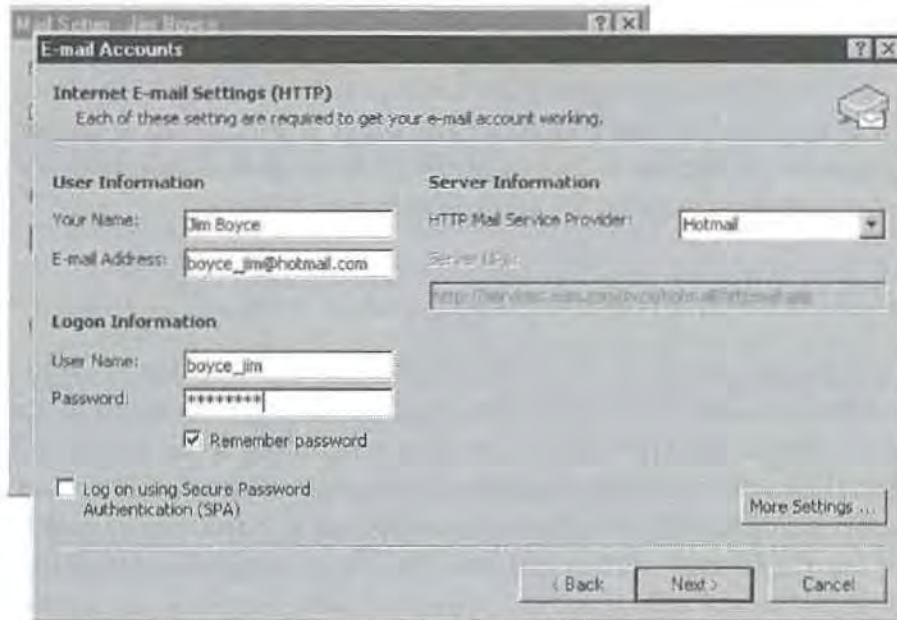 Mail Setup - Jim Boyce
E-mail Accounts
Internet E-mail Settings (HTTP)
Each of these setting are required to get your e-mail account working.
User Information
Your Name: Jim Boyce
E-mail Address: boyce_jim@hotmail.com
Server Information
HTTP Mail Service Provider: Hotmail
Server URL:
Logon Information
User Name: boyce_jim
Password: ********
Remember password
Log on using Secure Password
Authentication (SPA)
More Settings ...
< Back
Next >
Cancel